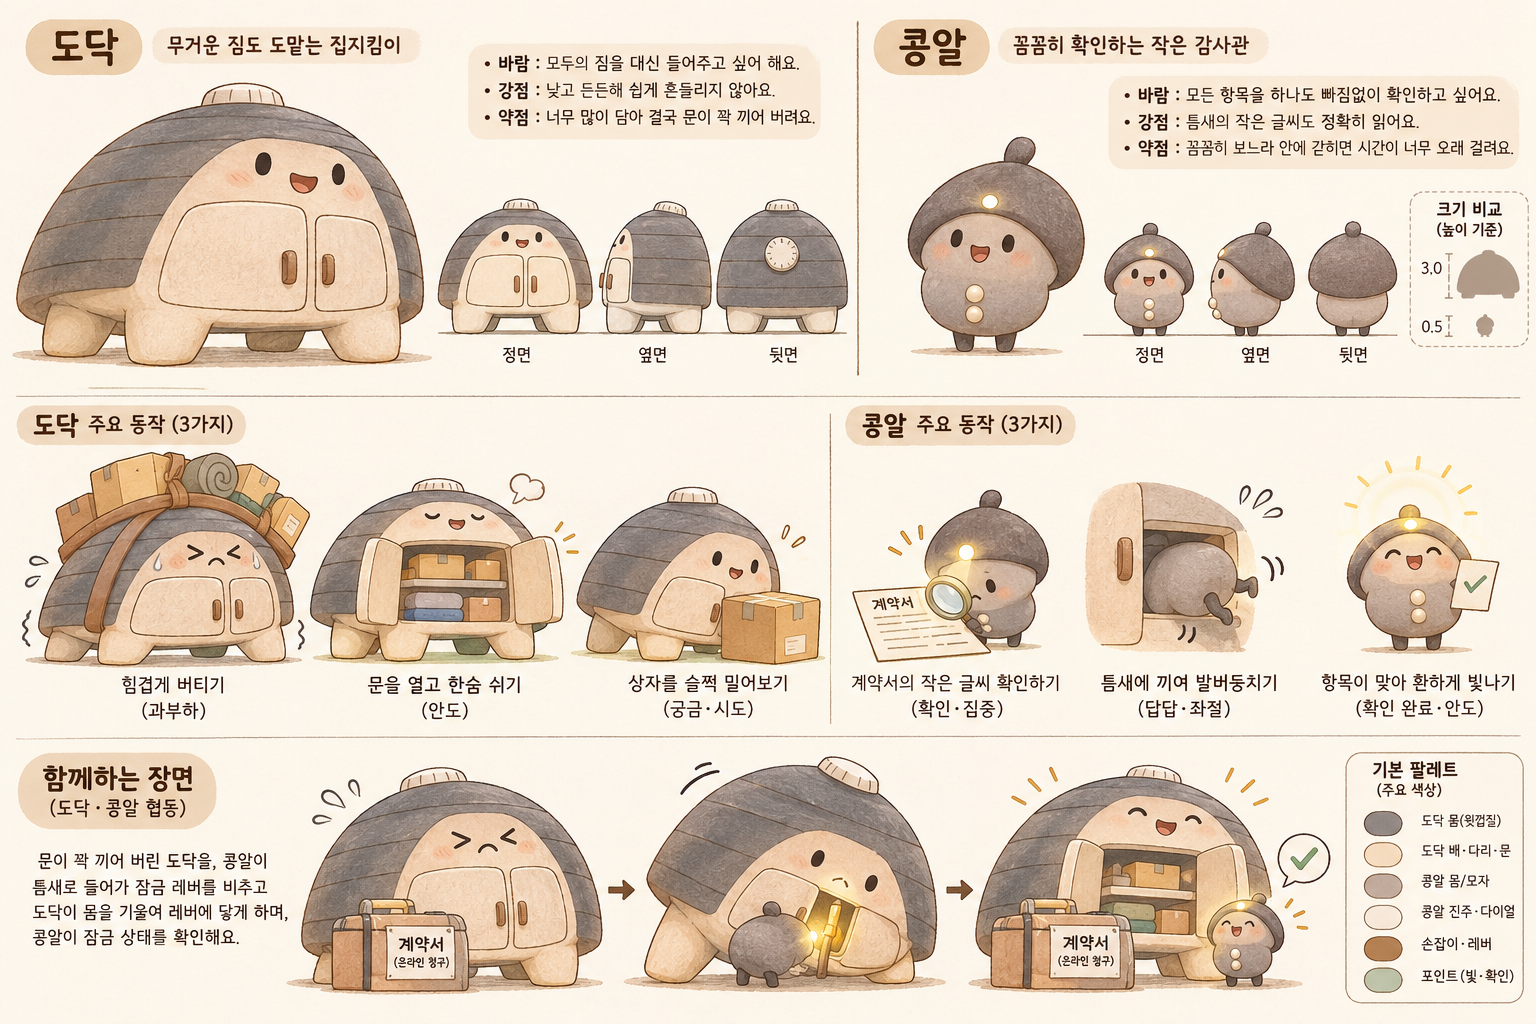 도닥
무거운 짐도 도맡는 집지킴이
• 바람 : 모두의 짐을 대신 들어주고 싶어 해요.
• 강점 : 낮고 든든해 쉽게 흔들리지 않아요.
• 약점 : 너무 많이 담아 결국 문이 꽉 끼어 버려요.
정면
옆면
뒷면
콩알
꼼꼼히 확인하는 작은 감사관
• 바람 : 모든 항목을 하나도 빠짐없이 확인하고 싶어요.
• 강점 : 틈새의 작은 글씨도 정확히 읽어요.
• 약점 : 꼼꼼히 보느라 안에 갇히면 시간이 너무 오래 걸려요.
정면
옆면
뒷면
크기 비교
(높이 기준)
3.0
0.5
도닥 주요 동작 (3가지)
힘겹게 버티기
(과부하)
문을 열고 한숨 쉬기
(안도)
상자를 슬쩍 밀어보기
(궁금·시도)
콩알 주요 동작 (3가지)
계약서
계약서의 작은 글씨 확인하기
(확인·집중)
틈새에 끼여 발버둥치기
(답답·좌절)
항목이 맞아 환하게 빛나기
(확인 완료·안도)
함께하는 장면
(도닥·콩알 협동)
문이 꽉 끼어 버린 도닥을, 콩알이
틈새로 들어가 잠금 레버를 비추고
도닥이 몸을 기울여 레버에 닿게 하며,
콩알이 잠금 상태를 확인해요.
계약서
(온라인 청구)
계약서
(온라인 청구)
기본 팔레트
(주요 색상)
도닥 몸(윗껍질)
도닥 배·다리·문
콩알 몸/모자
콩알 진주·다이얼
손잡이·레버
포인트(빛·확인)